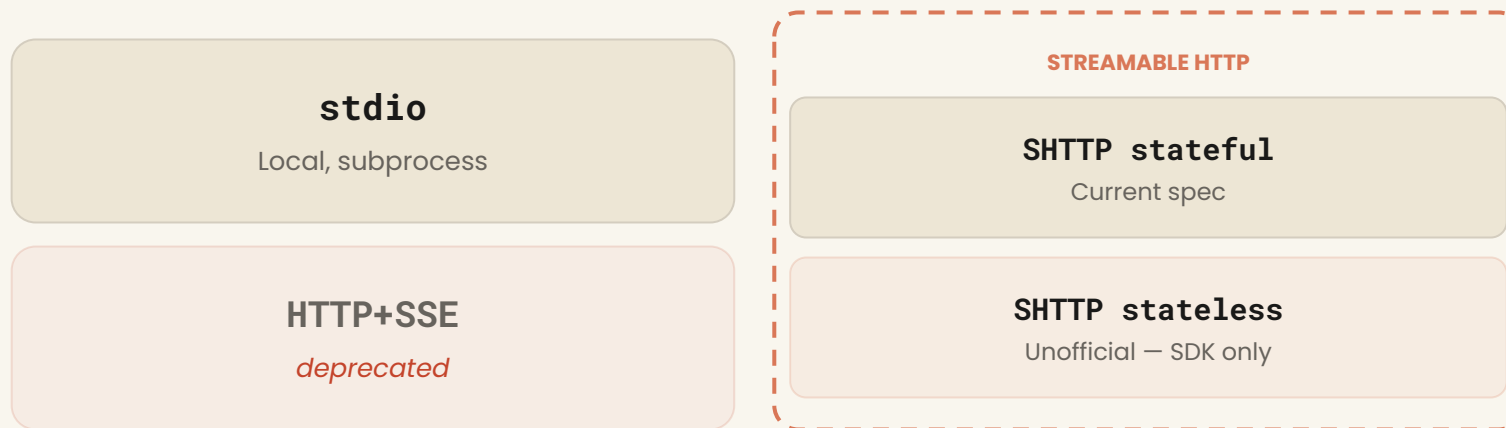 stdio
Local, subprocess
HTTP+SSE
deprecated
STREAMABLE HTTP
SHTTP stateful
Current spec
SHTTP stateless
Unofficial — SDK only